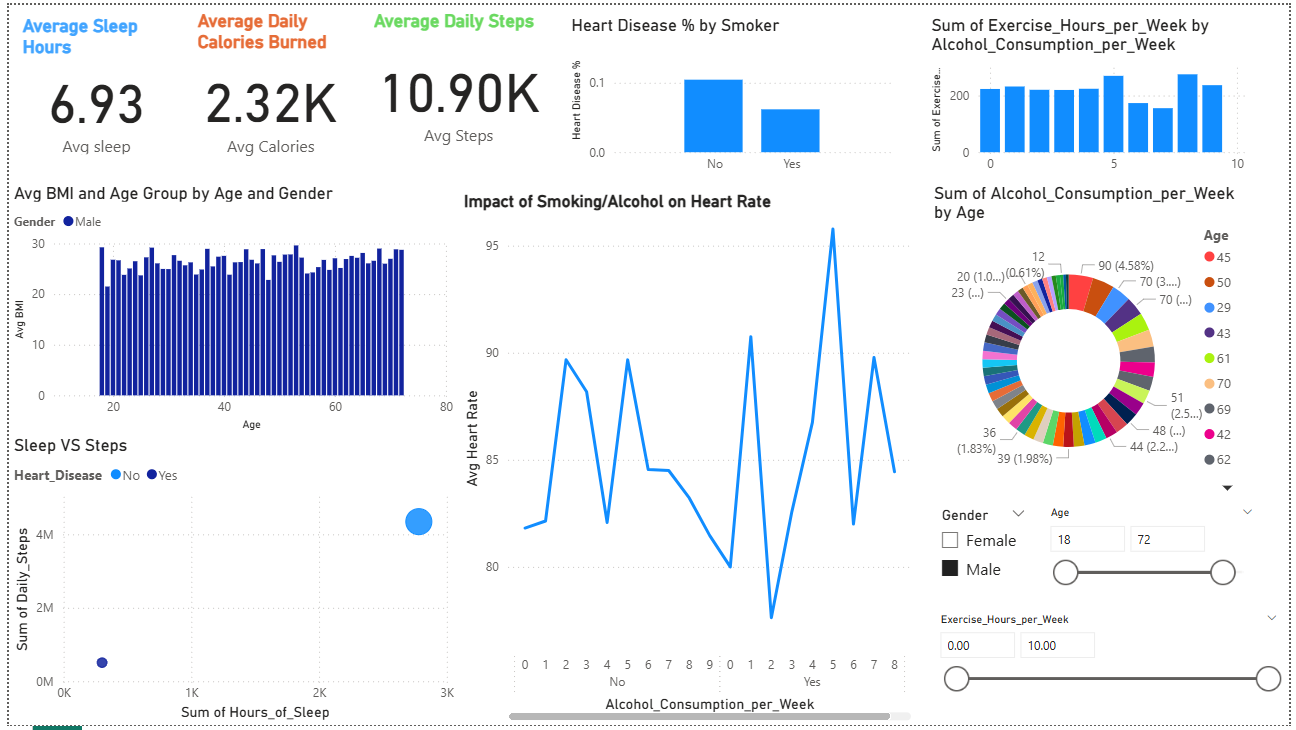 Average Sleep
Hours
6.93
Avg sleep
Average Daily
Calories Burned
2.32K
Avg Calories
Average Daily Steps
10.90K
Avg Steps
Heart Disease % by Smoker
Heart Disease %
0.1
0.0
No
Yes
Sum of Exercise_Hours_per_Week by
Alcohol_Consumption_per_Week
Sum of Exercise...
200
0
0
5
10
Avg BMI and Age Group by Age and Gender
Gender
Male
Avg BMI
30
20
10
0
20
40
60
80
Age
Impact of Smoking/Alcohol on Heart Rate
Avg Heart Rate
95
90
85
80
0 1 2 3 4 5 6 7 8 9 0 1 2 3 4 5 6 7 8
No
Yes
Alcohol_Consumption_per_Week
Sum of Alcohol_Consumption_per_Week
by Age
12
(0.61%)
20 (1.0...)
23 (...)
90 (4.58%)
70 (3....)
70 (...)
51
(2.5...)
48 (...)
44 (2.2...)
39 (1.98%)
36
(1.83%)
Age
45
50
29
43
61
70
69
42
62
Sleep VS Steps
Heart_Disease
No
Yes
Sum of Daily_Steps
4M
2M
0M
0K
1K
2K
3K
Sum of Hours_of_Sleep
Gender
Female
Male
Age
18
72
Exercise_Hours_per_Week
0.00
10.00